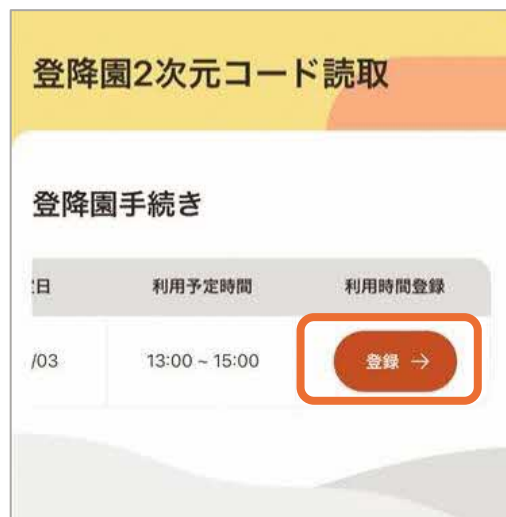 登降園2次元コード読取
登降園手続き
日 利用予定時間 利用時間登録
/03 13:00 ~ 15:00 登録 →